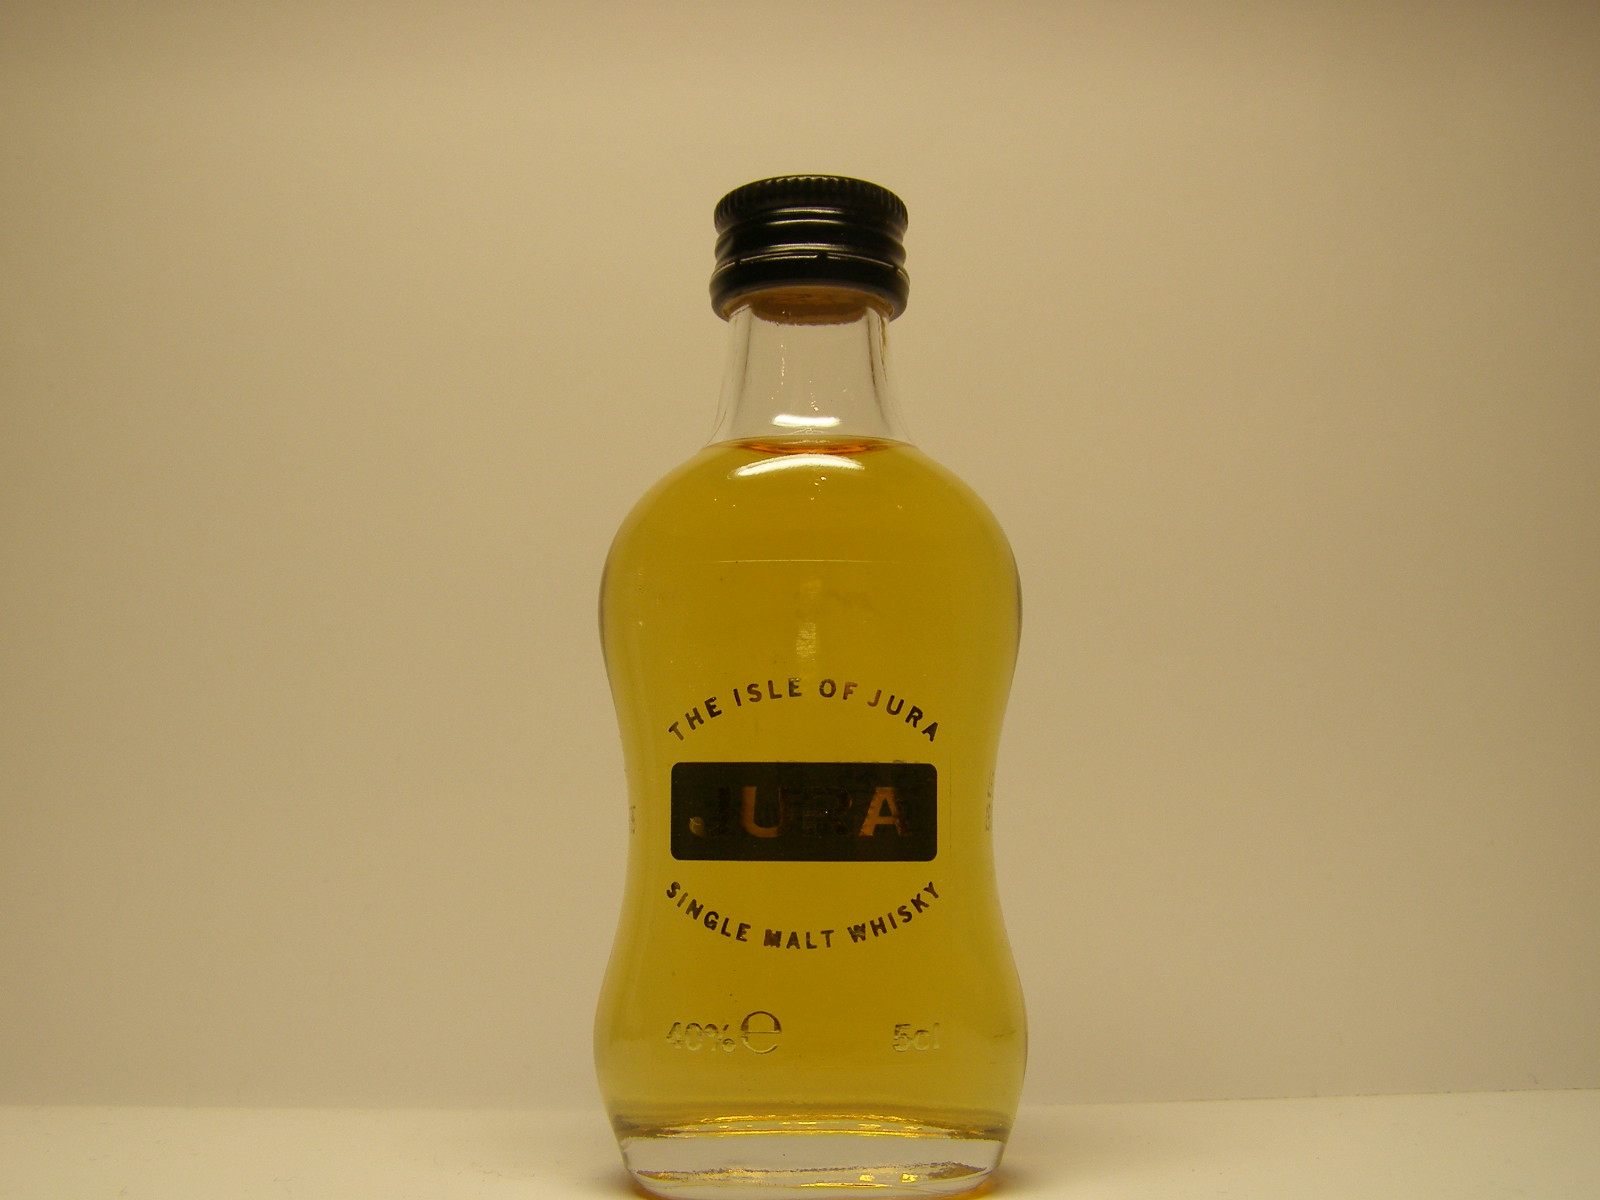 THE ISLE OF JURA
JURA
SINGLE MALT WHISKY
40% e 5cl